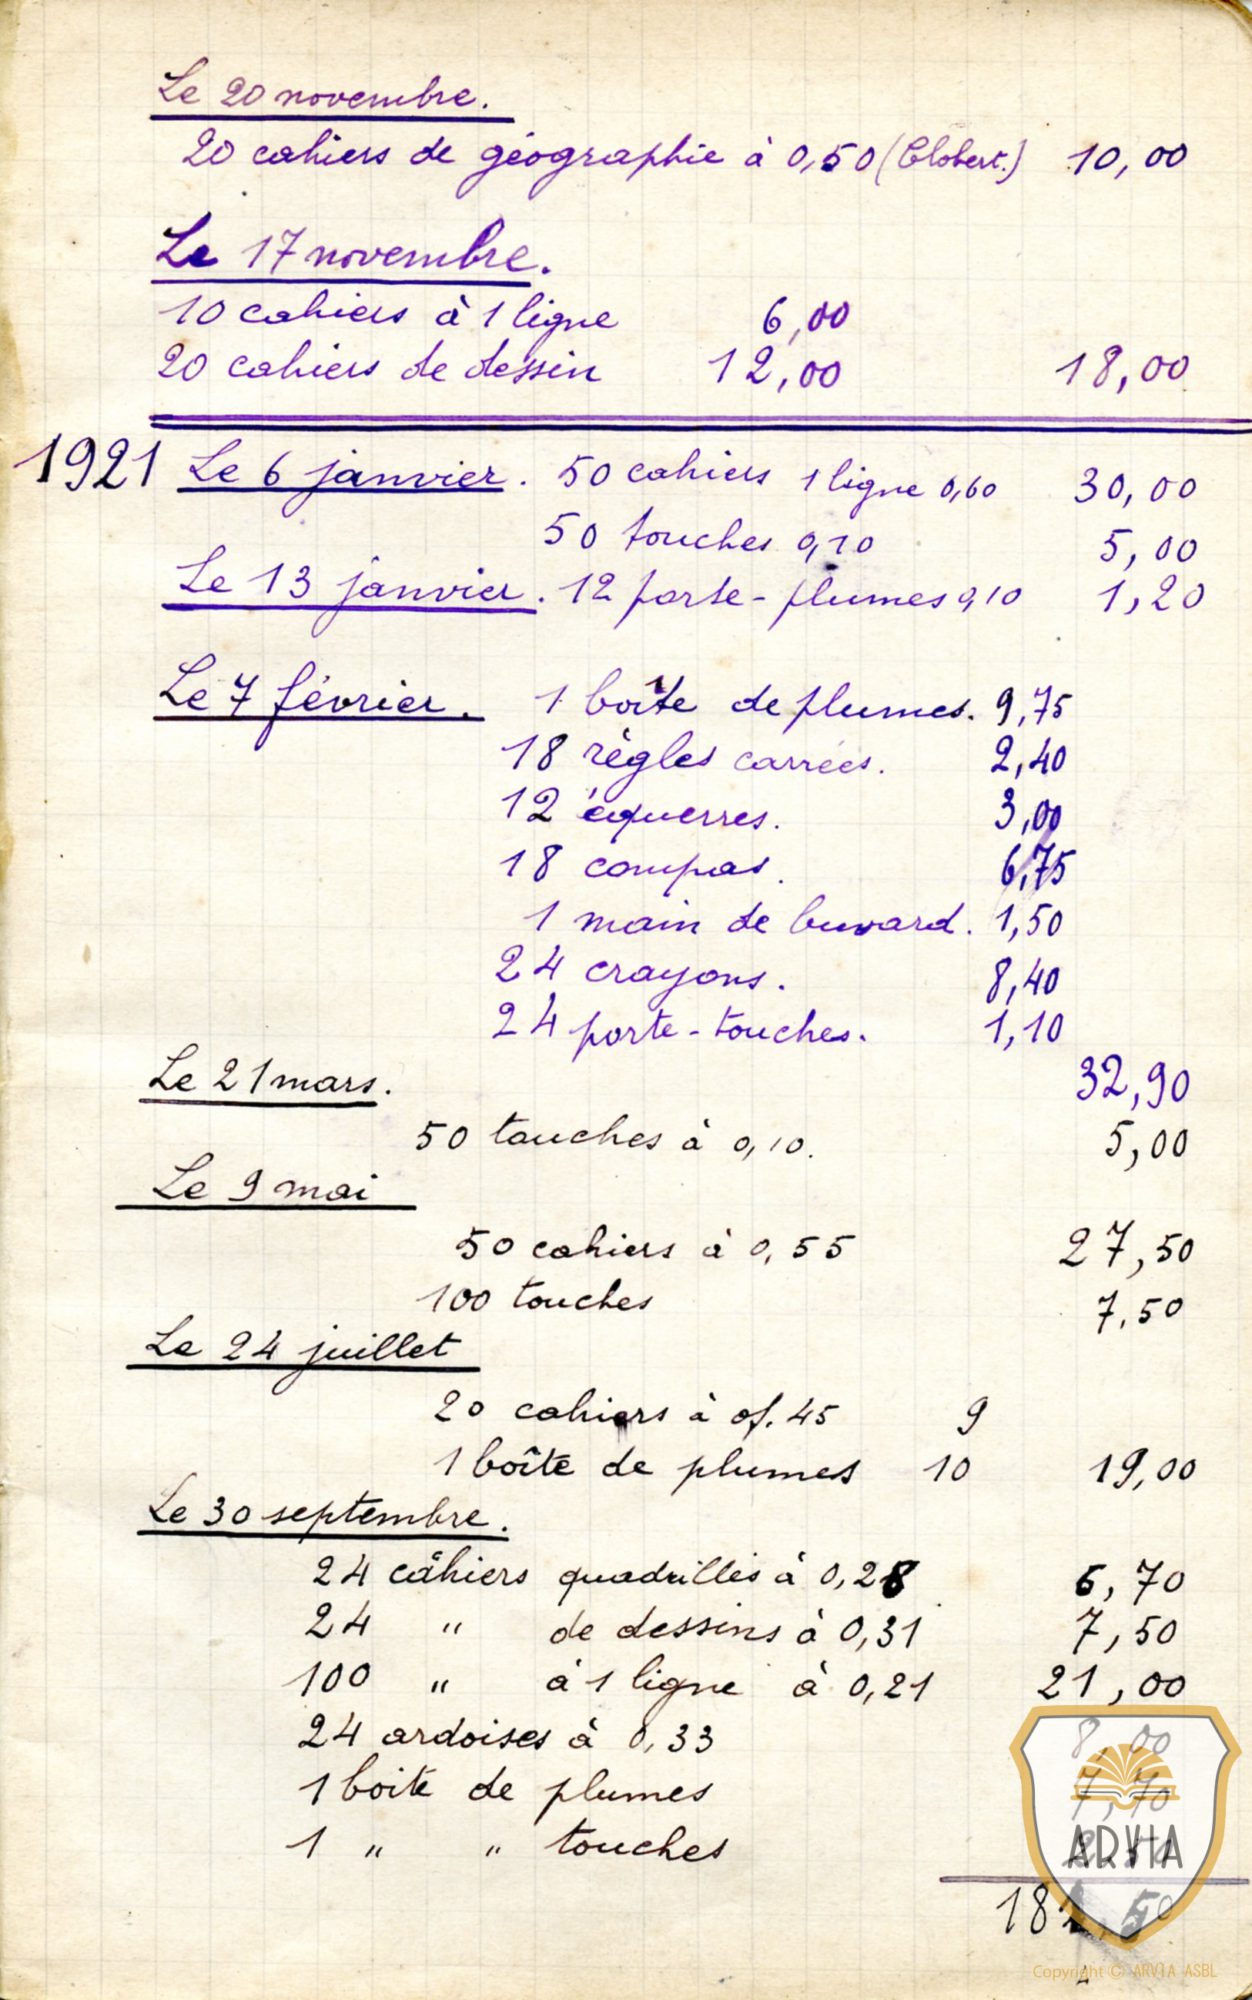 Le 20 novembre.
20 cahiers de géographie à 0,50 (Clobert.) 10,00
Le 17 novembre.
10 cahiers à 1 ligne 6,00
20 cahiers de dessin 12,00 18,00
1921 Le 6 janvier. 50 cahiers 1 ligne 0,60 30,00
50 touches 0,10 5,00
Le 13 janvier. 12 porte-plumes 0,10 1,20
Le 7 février. 1 boîte de plumes. 9,75
18 règles carrées. 2,40
12 équerres. 3,00
18 compas. 6,75
1 main de buvard. 1,50
24 crayons. 8,40
24 porte-touches. 1,10
Le 21 mars. 32,90
50 touches à 0,10. 5,00
Le 9 mai
50 cahiers à 0,55 27,50
100 touches 7,50
Le 24 juillet
20 cahiers à 0f.45 9
1 boîte de plumes 10 19,00
Le 30 septembre.
24 cahiers quadrillés à 0,28 6,70
24 " de dessins à 0,31 7,50
100 " à 1 ligne à 0,21 21,00
24 ardoises à 0,33 8,00
1 boite de plumes 7,70
1 " " touches
ARVIA
Copyright © ARVIA ASBL